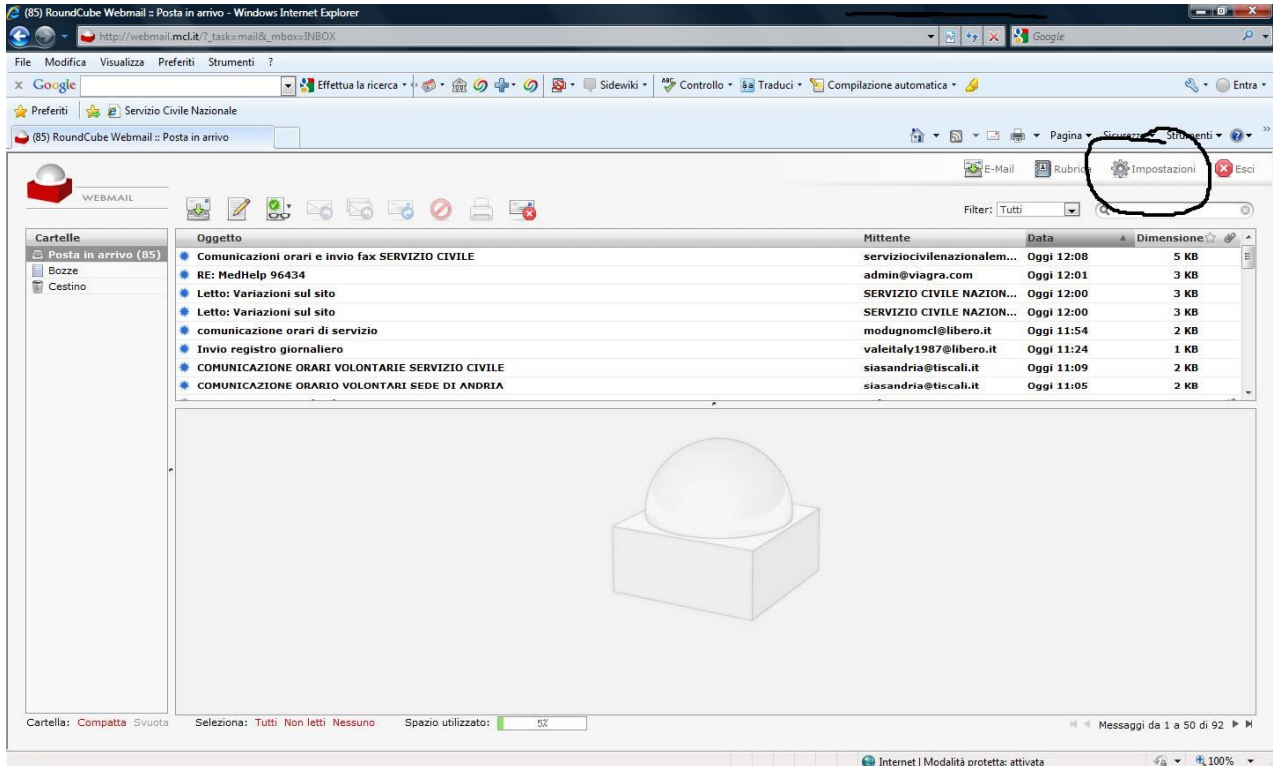 (85) RoundCube Webmail :: Posta in arrivo - Windows Internet Explorer
http://webmail.mcl.it/?_task=mail&_mbox=INBOX
Google
File Modifica Visualizza Preferiti Strumenti ?
x Google Effettua la ricerca Sidewiki Controllo Traduci Compilazione automatica Entra
Preferiti Servizio Civile Nazionale
(85) RoundCube Webmail :: Posta in arrivo Pagina Sicurezza Strumenti
WEBMAIL
E-Mail Rubrica Impostazioni Esci
Filter: Tutti
Cartelle
Posta in arrivo (85)
Bozze
Cestino
Oggetto Mittente Data Dimensione
Comunicazioni orari e invio fax SERVIZIO CIVILE serviziocivilenazionalem... Oggi 12:08 5 KB
RE: MedHelp 96434 admin@viagra.com Oggi 12:01 3 KB
Letto: Variazioni sul sito SERVIZIO CIVILE NAZION... Oggi 12:00 3 KB
Letto: Variazioni sul sito SERVIZIO CIVILE NAZION... Oggi 12:00 3 KB
comunicazione orari di servizio modugnomcl@libero.it Oggi 11:54 2 KB
Invio registro giornaliero valeitaly1987@libero.it Oggi 11:24 1 KB
COMUNICAZIONE ORARI VOLONTARIE SERVIZIO CIVILE siasandria@tiscali.it Oggi 11:09 2 KB
COMUNICAZIONE ORARIO VOLONTARI SEDE DI ANDRIA siasandria@tiscali.it Oggi 11:05 2 KB
Cartella: Compatta Svuota Seleziona: Tutti Non letti Nessuno Spazio utilizzato: 5% Messaggi da 1 a 50 di 92
Internet | Modalità protetta: attivata 100%